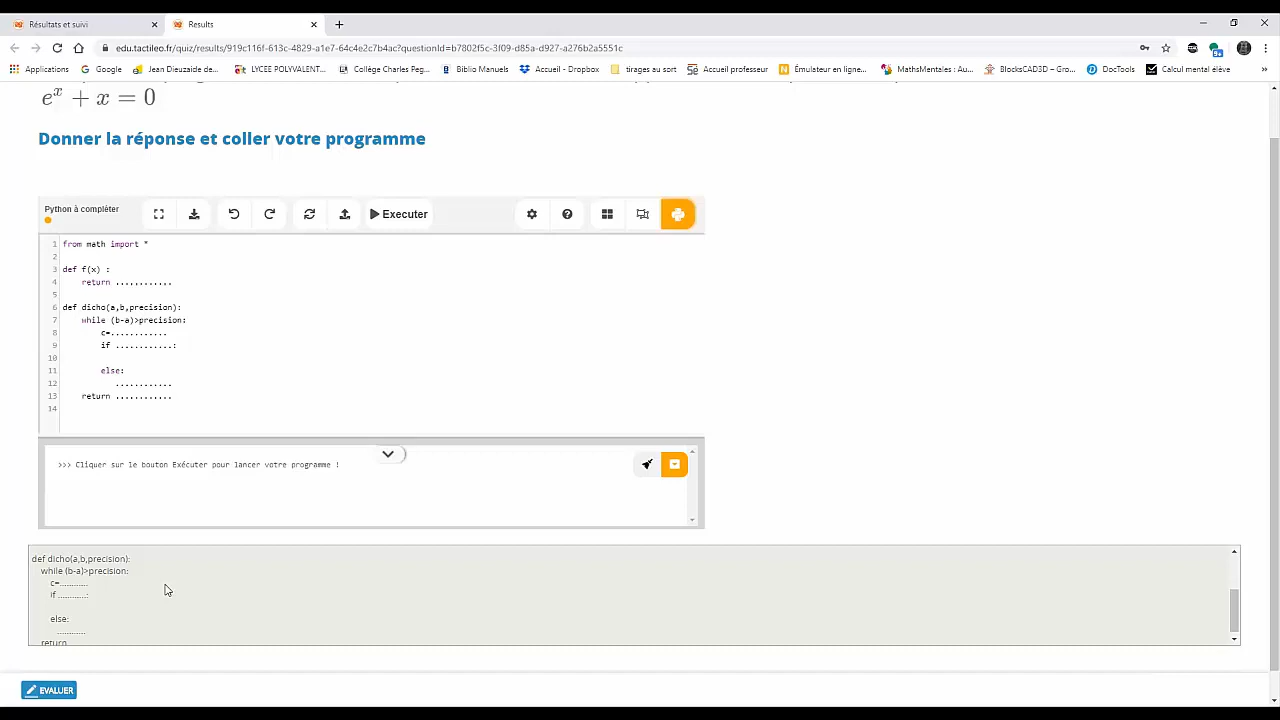 Résultats et suivi
Results
edu.tactileo.fr/quiz/results/919c116f-613c-4829-a1e7-64c4e2c7b4ac?questionId=b7802f5c-3f09-d85a-d927-a276b2a5551c
Applications Google Jean Dieuzaide de... LYCEE POLYVALENT... Collège Charles Peg... Biblio Manuels Accueil - Dropbox tirages au sort Accueil professeur Émulateur en ligne... MathsMentales : Au... BlocksCAD3D – Gro... DocTools Calcul mental élève »
e^x + x = 0
Donner la réponse et coller votre programme
Python à compléter
Executer
1 from math import *
2
3 def f(x) :
4 return ............
5
6 def dicho(a,b,precision):
7 while (b-a)>precision:
8 c=............
9 if ............:
10
11 else:
12 ............
13 return ............
14
>>> Cliquer sur le bouton Exécuter pour lancer votre programme !
def dicho(a,b,precision):
while (b-a)>precision:
c=............
if ............:
else:
............
return
EVALUER